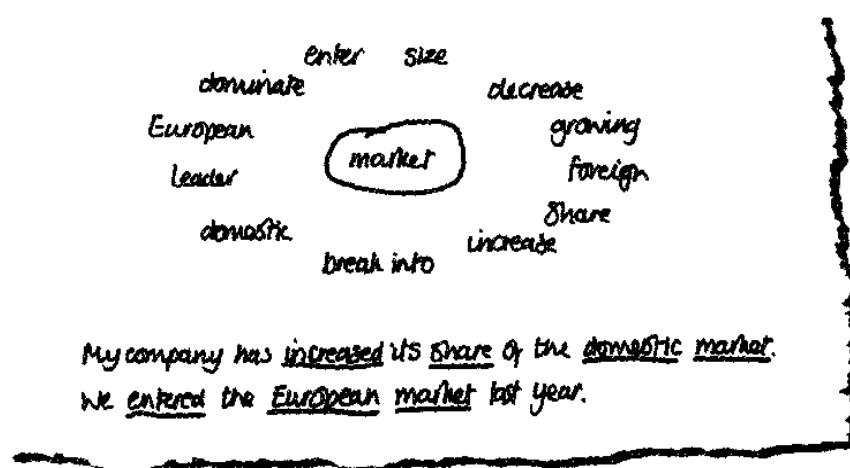 enter size
dominate decrease
European growing
market
leader foreign
share
domestic increase
break into
My company has increased its share of the domestic market.
We entered the European market last year.